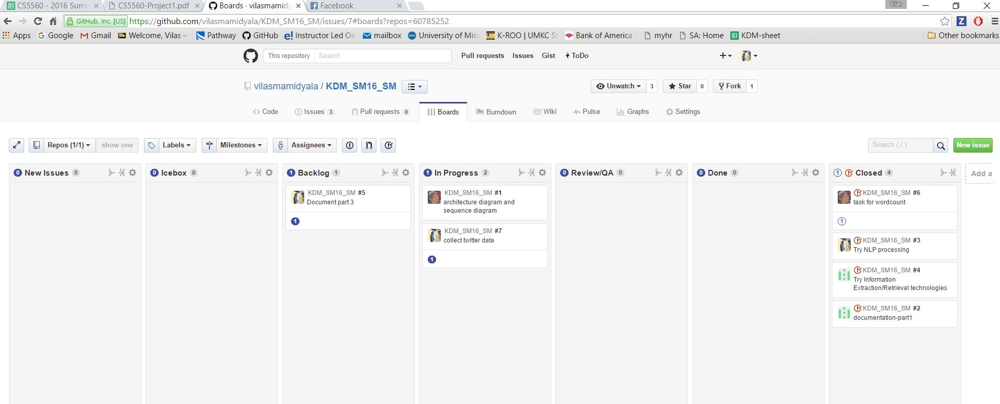 CS5560 - 2016 Summ
CS5560-Project1.pdf
Boards · vilasmamidy
Facebook
Vilas
GitHub, Inc. [US]
https://github.com/vilasmamidyala/KDM_SM16_SM/issues/7#boards?repos=60785252
Apps
Google
Gmail
Bb Welcome, Vilas –
Pathway
GitHub
e! Instructor Led On
mailbox
University of Miss
K-ROO | UMKC St
Bank of America -
myhr
SA: Home
KDM-sheet
Other bookmarks
This repository
Search
Pull requests
Issues
Gist
ToDo
vilasmamidyala / KDM_SM16_SM
Unwatch 3
Star 0
Fork 1
Code
Issues 3
Pull requests 0
Boards
Burndown
Wiki
Pulse
Graphs
Settings
Repos (1/1)
show one
Labels
Milestones
Assignees
Search ( / )
New issue
0 New Issues 0
0 Icebox 0
1 Backlog 1
KDM_SM16_SM #5
Document part 3
1
1 In Progress 2
KDM_SM16_SM #1
architecture diagram and
sequence diagram
KDM_SM16_SM #7
collect twitter data
1
0 Review/QA 0
0 Done 0
1 Closed 4
KDM_SM16_SM #6
task for wordcount
1
KDM_SM16_SM #3
Try NLP processing
KDM_SM16_SM #4
Try Information
Extraction/Retrieval technologies
KDM_SM16_SM #2
documentation-part1
Add a